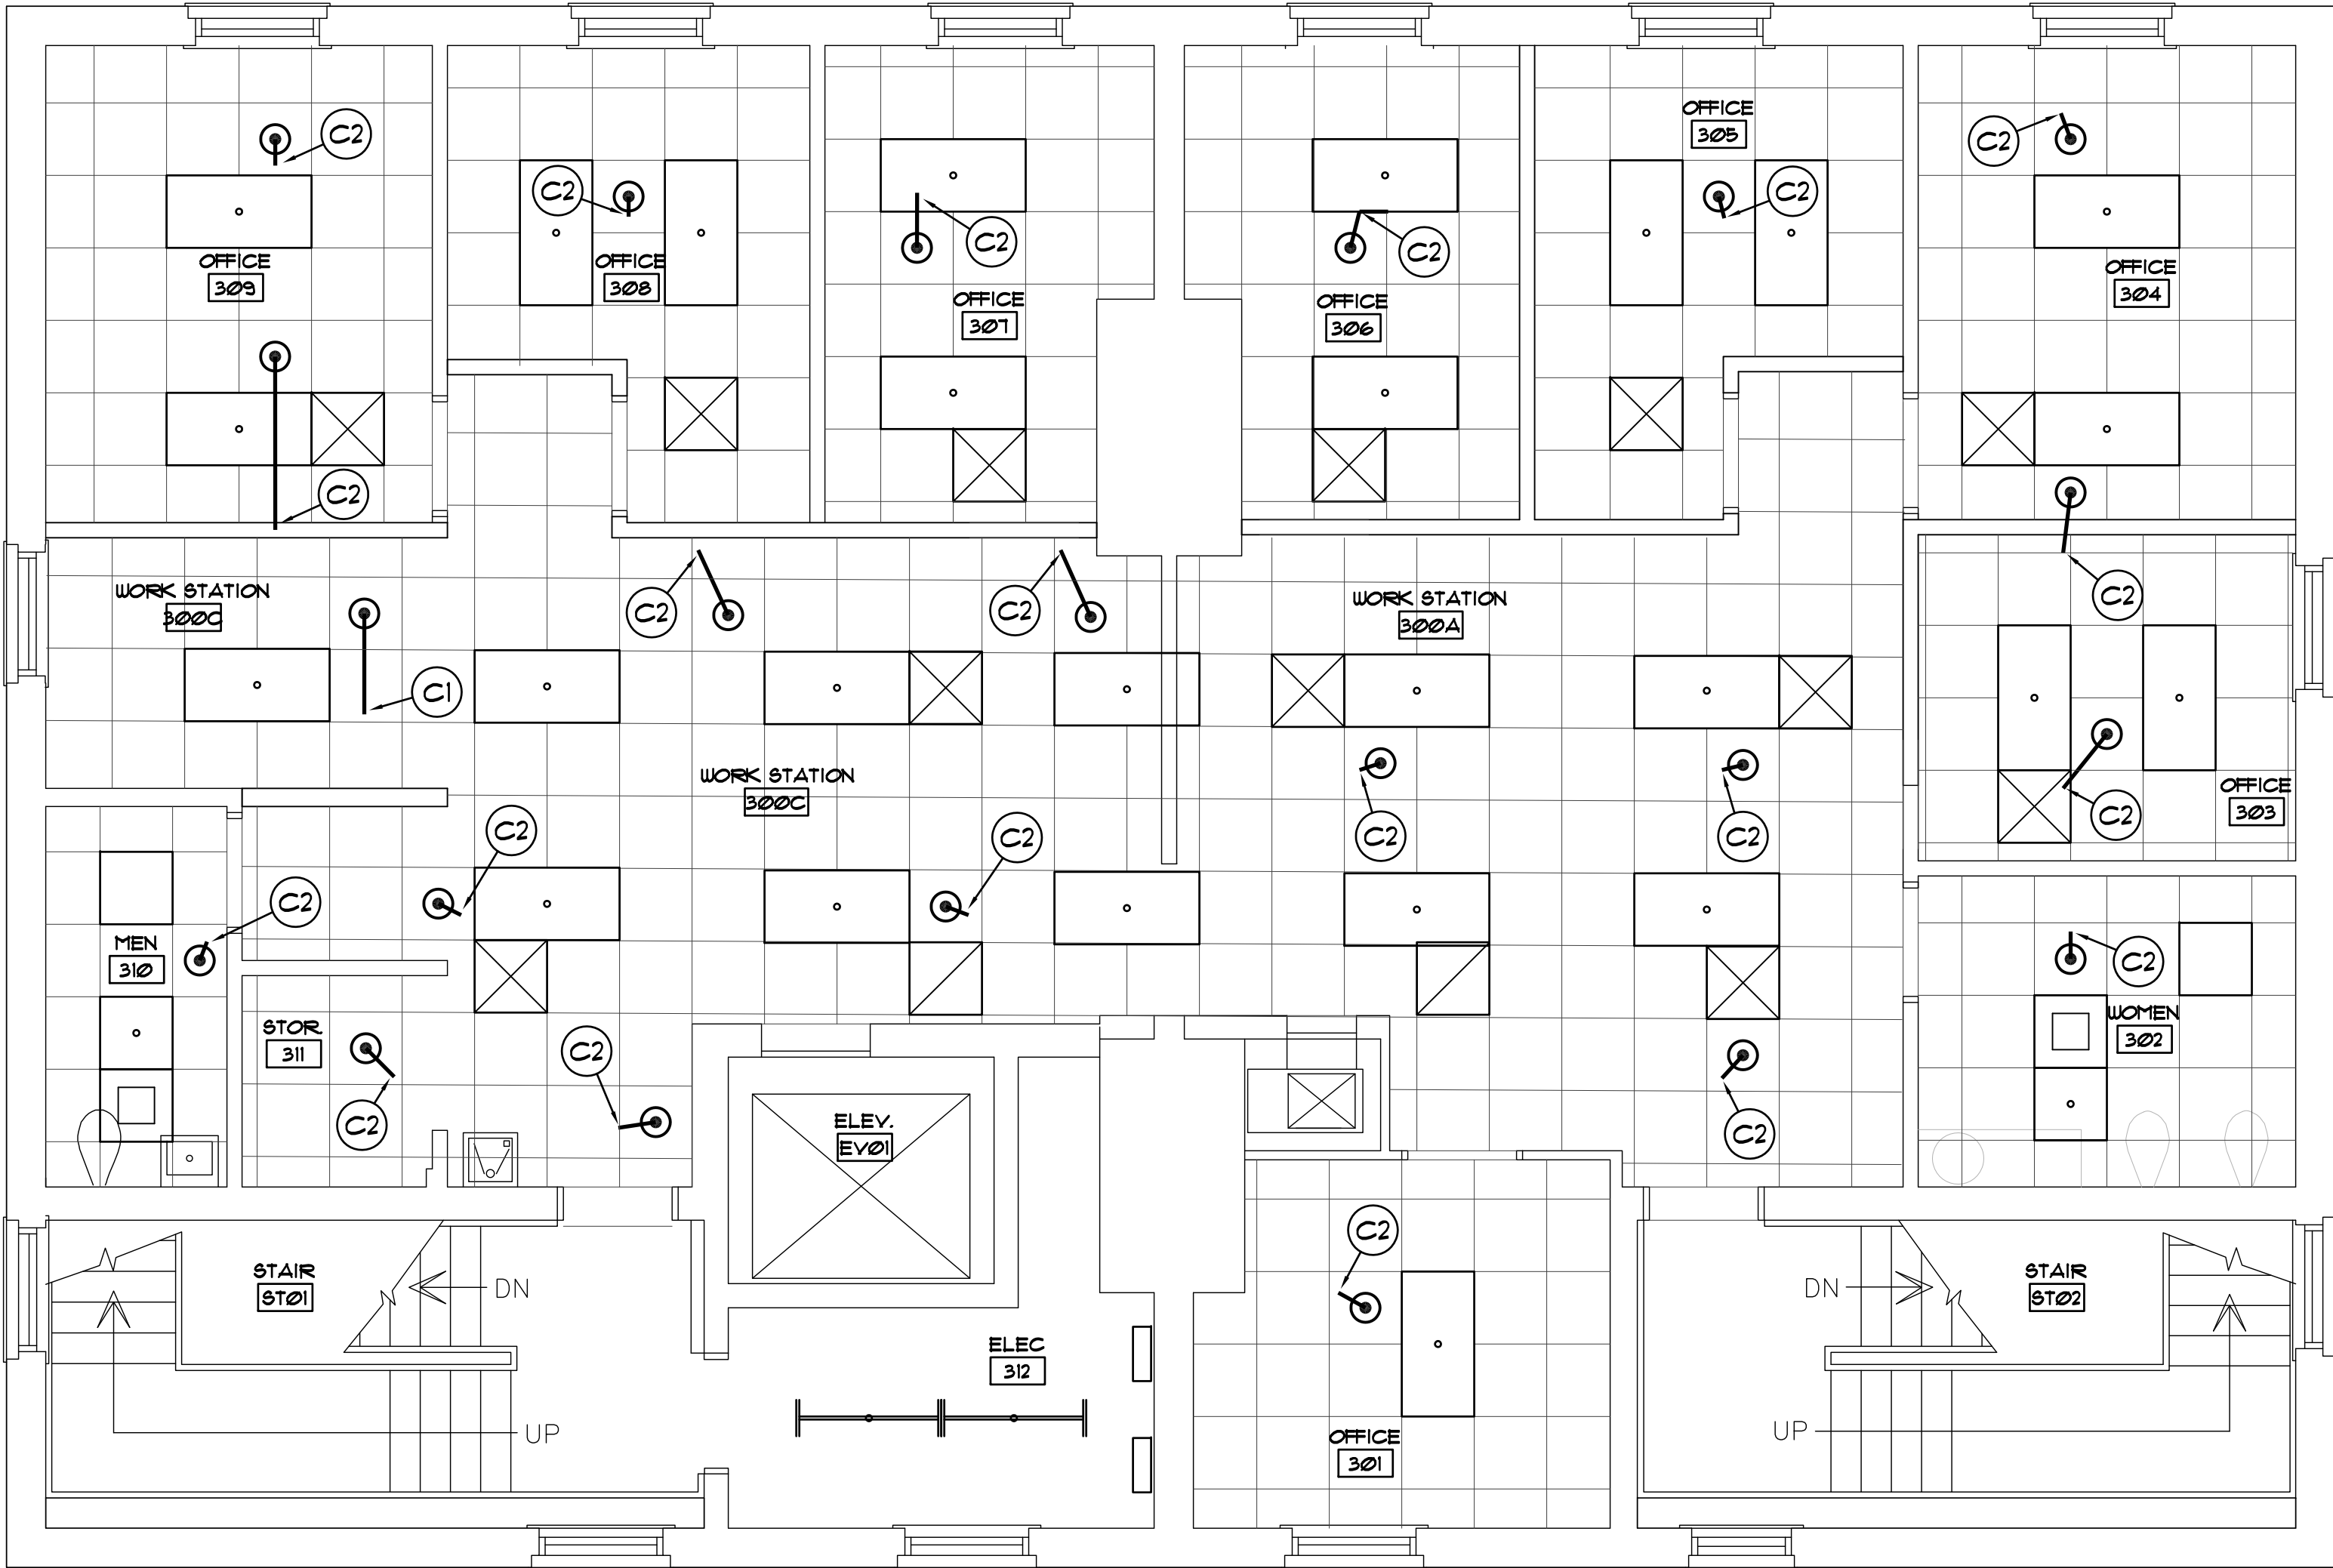 OFFICE
305
C2
C2
C2
C2
C2
C2
C2
OFFICE
309
OFFICE
308
OFFICE
307
OFFICE
306
OFFICE
304
C2
WORK STATION
300C
C2
C2
WORK STATION
300A
C2
C1
WORK STATION
300C
C2
C2
C2
C2
C2
OFFICE
303
C2
MEN
310
C2
WOMEN
302
STOR.
311
C2
C2
ELEV.
EV01
C2
C2
STAIR
ST01
DN
DN
STAIR
ST02
ELEC
312
UP
OFFICE
301
UP